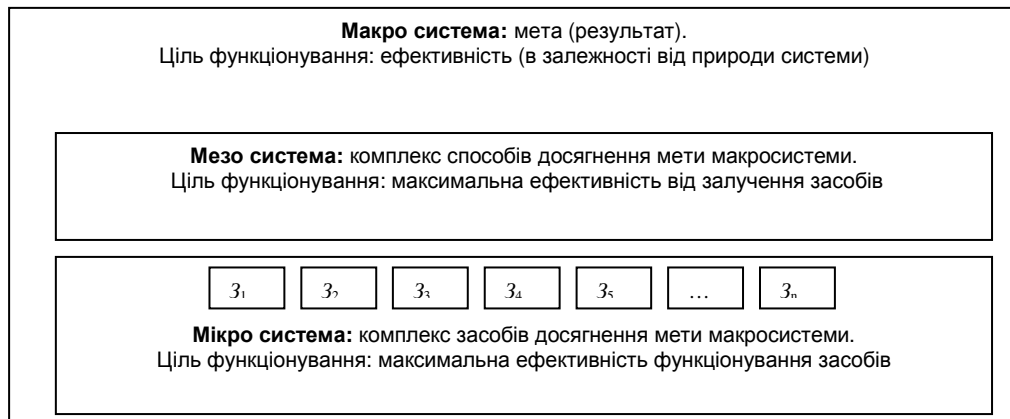 Макро система: мета (результат).
Ціль функціонування: ефективність (в залежності від природи системи)
Мезо система: комплекс способів досягнення мети макросистеми.
Ціль функціонування: максимальна ефективність від залучення засобів
З₁ З₂ З₃ З₄ З₅ … Зₙ
Мікро система: комплекс засобів досягнення мети макросистеми.
Ціль функціонування: максимальна ефективність функціонування засобів